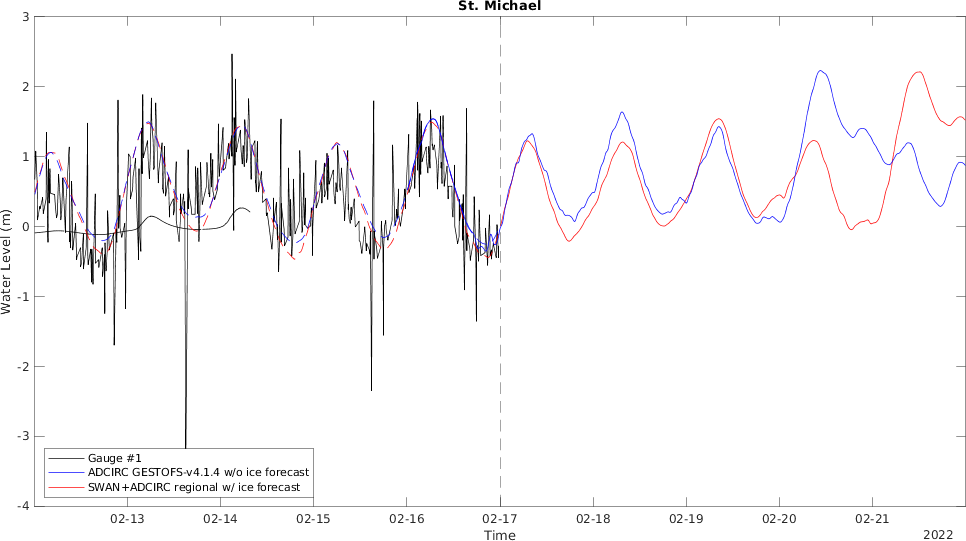 St. Michael
3
2
1
0
-1
-2
-3
-4
Water Level (m)
Gauge #1
ADCIRC GESTOFS-v4.1.4 w/o ice forecast
SWAN+ADCIRC regional w/ ice forecast
02-13 02-14 02-15 02-16 02-17 02-18 02-19 02-20 02-21
Time
2022